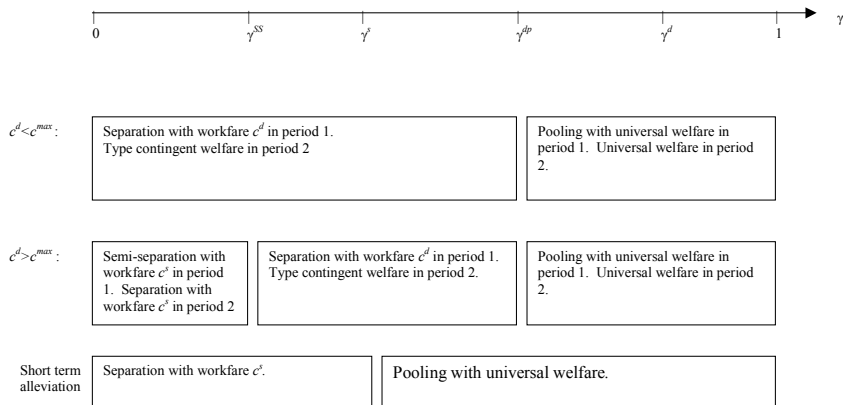 γ
0 γ^SS γ^s γ^dp γ^d 1
c^d<c^max :
Separation with workfare c^d in period 1.
Type contingent welfare in period 2
Pooling with universal welfare in
period 1. Universal welfare in period
2.
c^d>c^max :
Semi-separation with
workfare c^s in period
1. Separation with
workfare c^s in period 2
Separation with workfare c^d in period 1.
Type contingent welfare in period 2.
Pooling with universal welfare in
period 1. Universal welfare in period
2.
Short term
alleviation
Separation with workfare c^s.
Pooling with universal welfare.